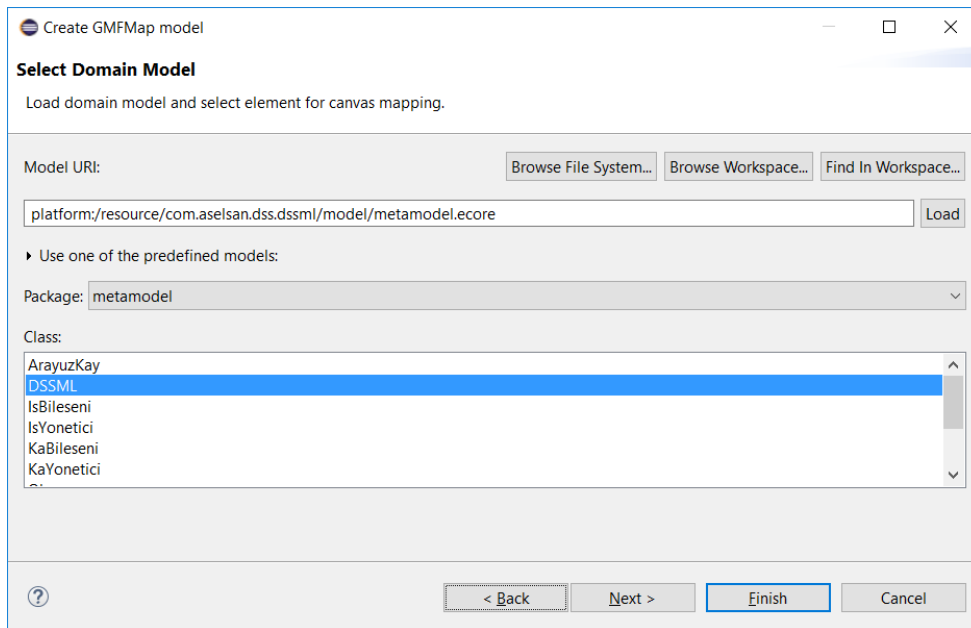 Create GMFMap model
Select Domain Model
Load domain model and select element for canvas mapping.
Model URI: Browse File System... Browse Workspace... Find In Workspace...
platform:/resource/com.aselsan.dss.dssml/model/metamodel.ecore Load
Use one of the predefined models:
Package: metamodel
Class:
ArayuzKay
DSSML
IsBileseni
IsYonetici
KaBileseni
KaYonetici
< Back Next > Finish Cancel